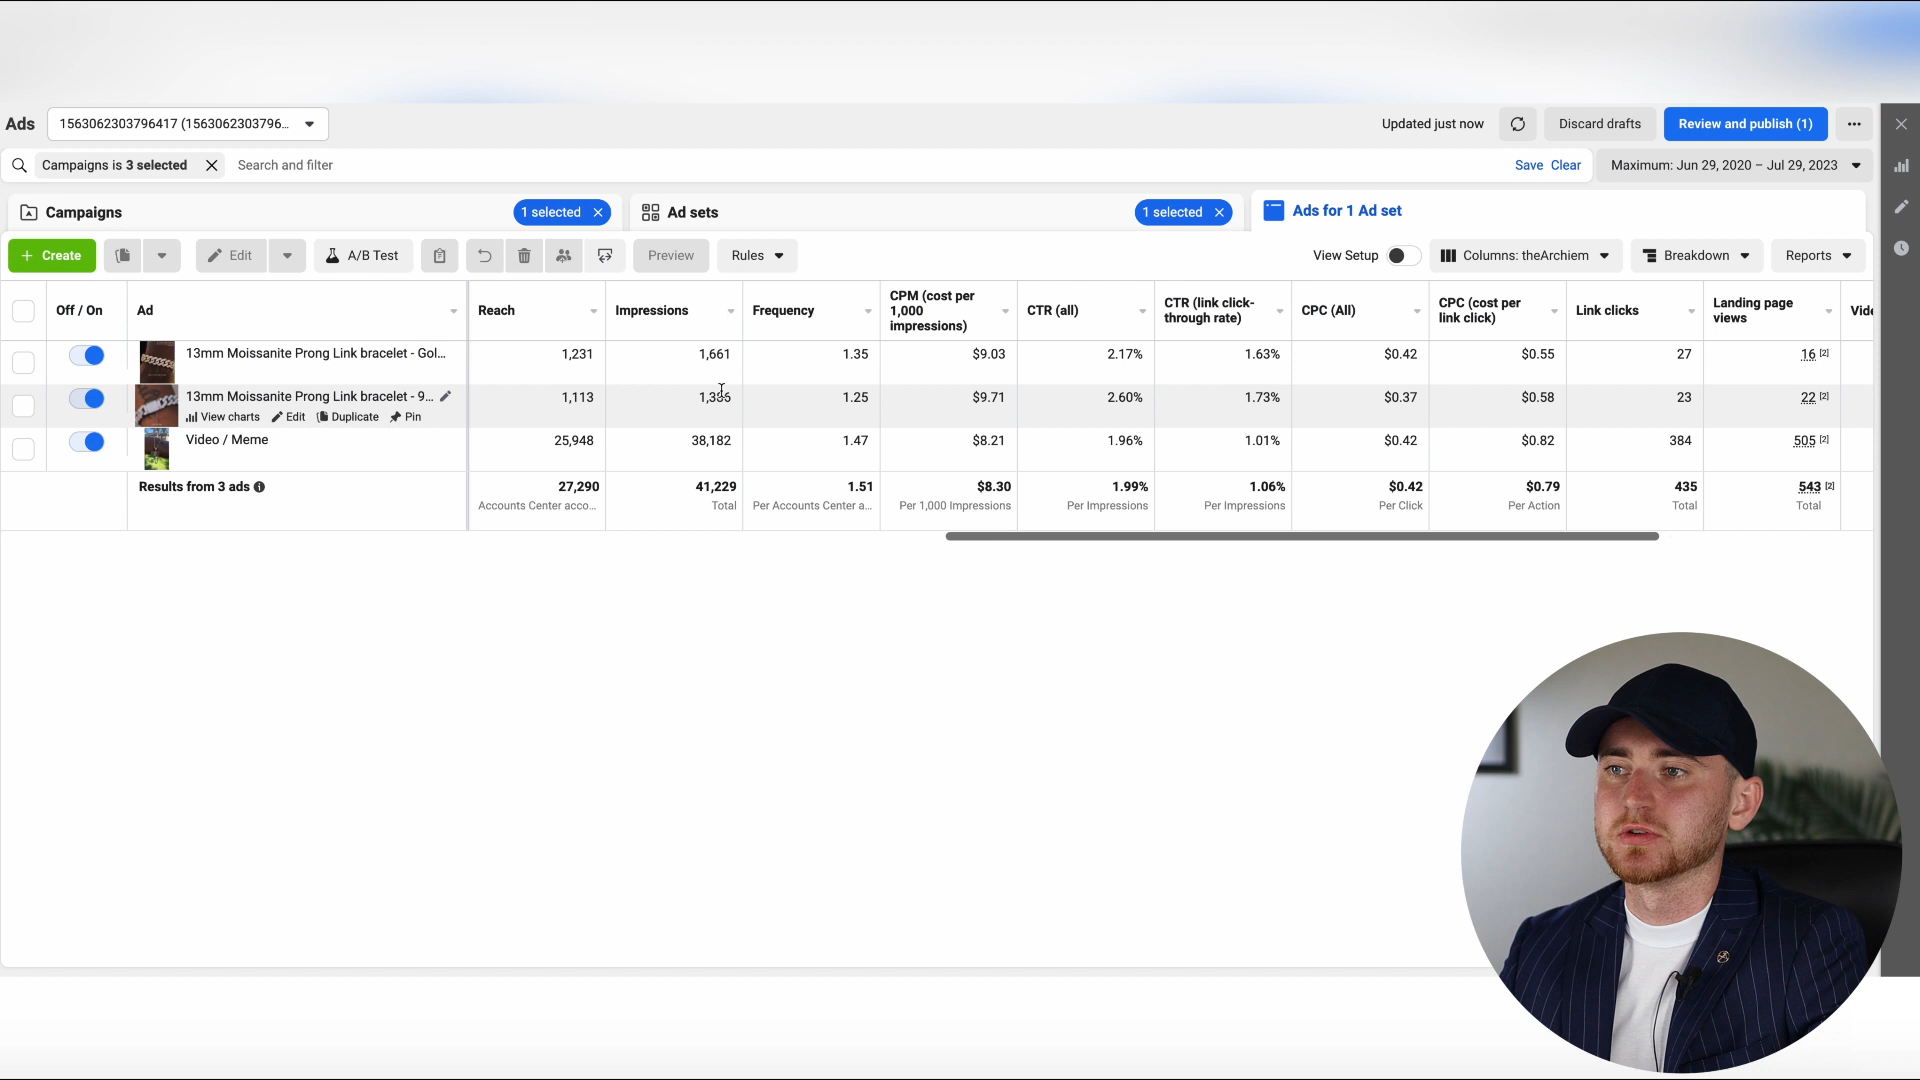 Ads
1563062303796417 (1563062303796...
Updated just now
Discard drafts
Review and publish (1)
Campaigns is 3 selected
Search and filter
Save
Clear
Maximum: Jun 29, 2020 – Jul 29, 2023
Campaigns
1 selected
Ad sets
1 selected
Ads for 1 Ad set
+ Create
Edit
A/B Test
Preview
Rules
View Setup
Columns: theArchiem
Breakdown
Reports
Off / On
Ad
Reach
Impressions
Frequency
CPM (cost per
1,000
impressions)
CTR (all)
CTR (link click-
through rate)
CPC (All)
CPC (cost per
link click)
Link clicks
Landing page
views
Vide
13mm Moissanite Prong Link bracelet - Gol...
1,231
1,661
1.35
$9.03
2.17%
1.63%
$0.42
$0.55
27
16 [2]
13mm Moissanite Prong Link bracelet - 9...
View charts
Edit
Duplicate
Pin
1,113
1.25
$9.71
2.60%
1.73%
$0.37
$0.58
23
22 [2]
Video / Meme
25,948
38,182
1.47
$8.21
1.96%
1.01%
$0.42
$0.82
384
505 [2]
Results from 3 ads
27,290
41,229
1.51
$8.30
1.99%
1.06%
$0.42
$0.79
435
543 [2]
Accounts Center acco...
Total
Per Accounts Center a...
Per 1,000 Impressions
Per Impressions
Per Impressions
Per Click
Per Action
Total
Total